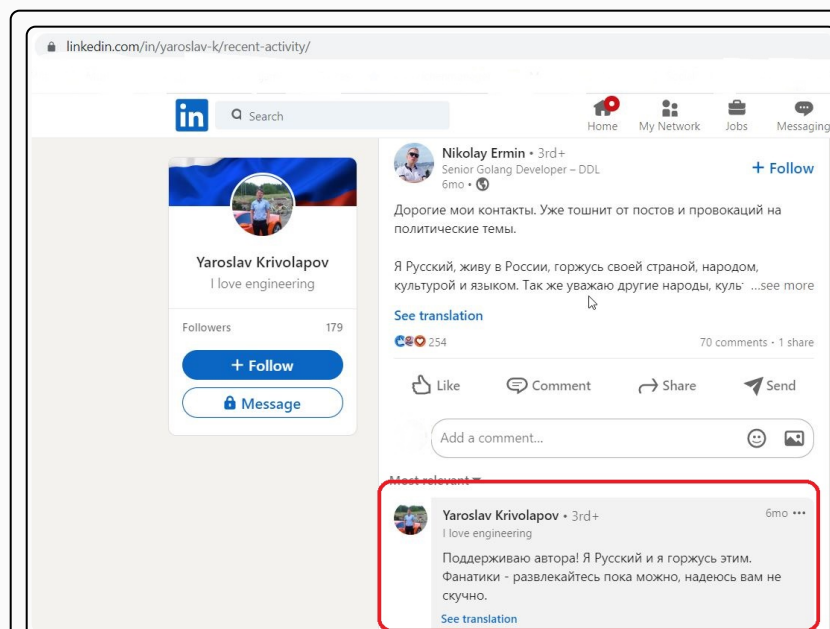 linkedin.com/in/yaroslav-k/recent-activity/
in
Search
Home
My Network
Jobs
Messaging
Yaroslav Krivolapov
I love engineering
Followers 179
+ Follow
Message
Nikolay Ermin • 3rd+
Senior Golang Developer – DDL
6mo •
+ Follow
Дорогие мои контакты. Уже тошнит от постов и провокаций на
политические темы.
Я Русский, живу в России, горжусь своей страной, народом,
культурой и языком. Так же уважаю другие народы, куль ...see more
See translation
254
70 comments • 1 share
Like
Comment
Share
Send
Add a comment...
Most relevant
Yaroslav Krivolapov • 3rd+
6mo •••
I love engineering
Поддерживаю автора! Я Русский и я горжусь этим.
Фанатики - развлекайтесь пока можно, надеюсь вам не
скучно.
See translation